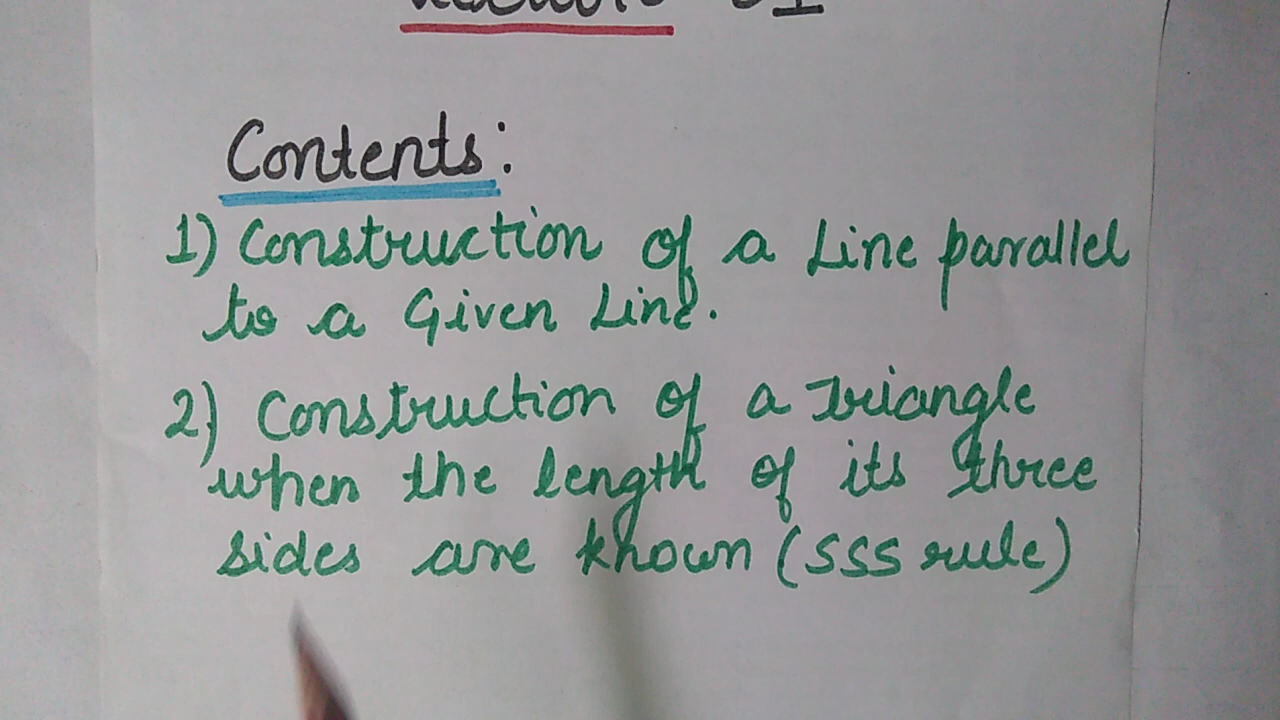 Contents:
1) Construction of a Line parallel
to a Given Line.
2) Construction of a Triangle
when the length of its three
sides are known (SSS rule)